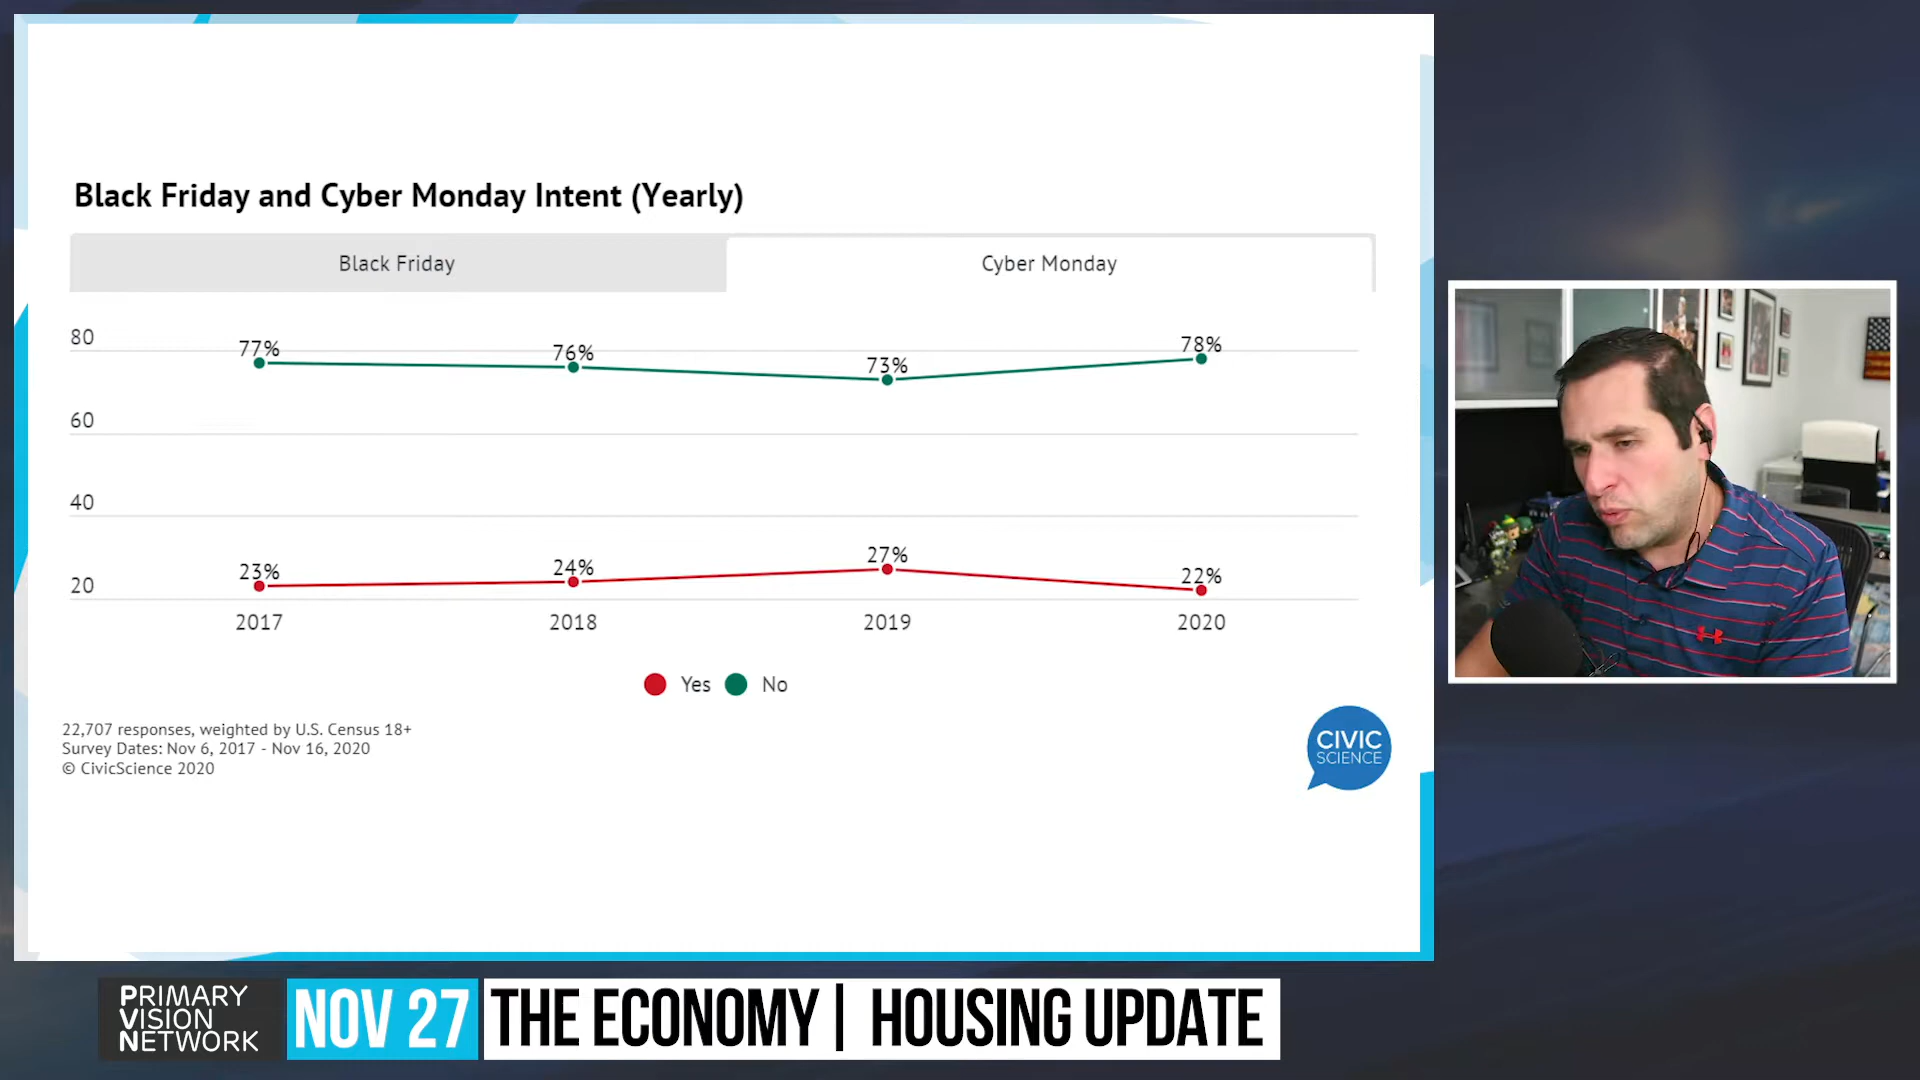 Black Friday and Cyber Monday Intent (Yearly)
Black Friday
Cyber Monday
80
60
40
20
77%
76%
73%
78%
23%
24%
27%
22%
2017
2018
2019
2020
Yes
No
22,707 responses, weighted by U.S. Census 18+
Survey Dates: Nov 6, 2017 - Nov 16, 2020
© CivicScience 2020
CIVIC
SCIENCE
PRIMARY
VISION
NETWORK
NOV 27
THE ECONOMY | HOUSING UPDATE